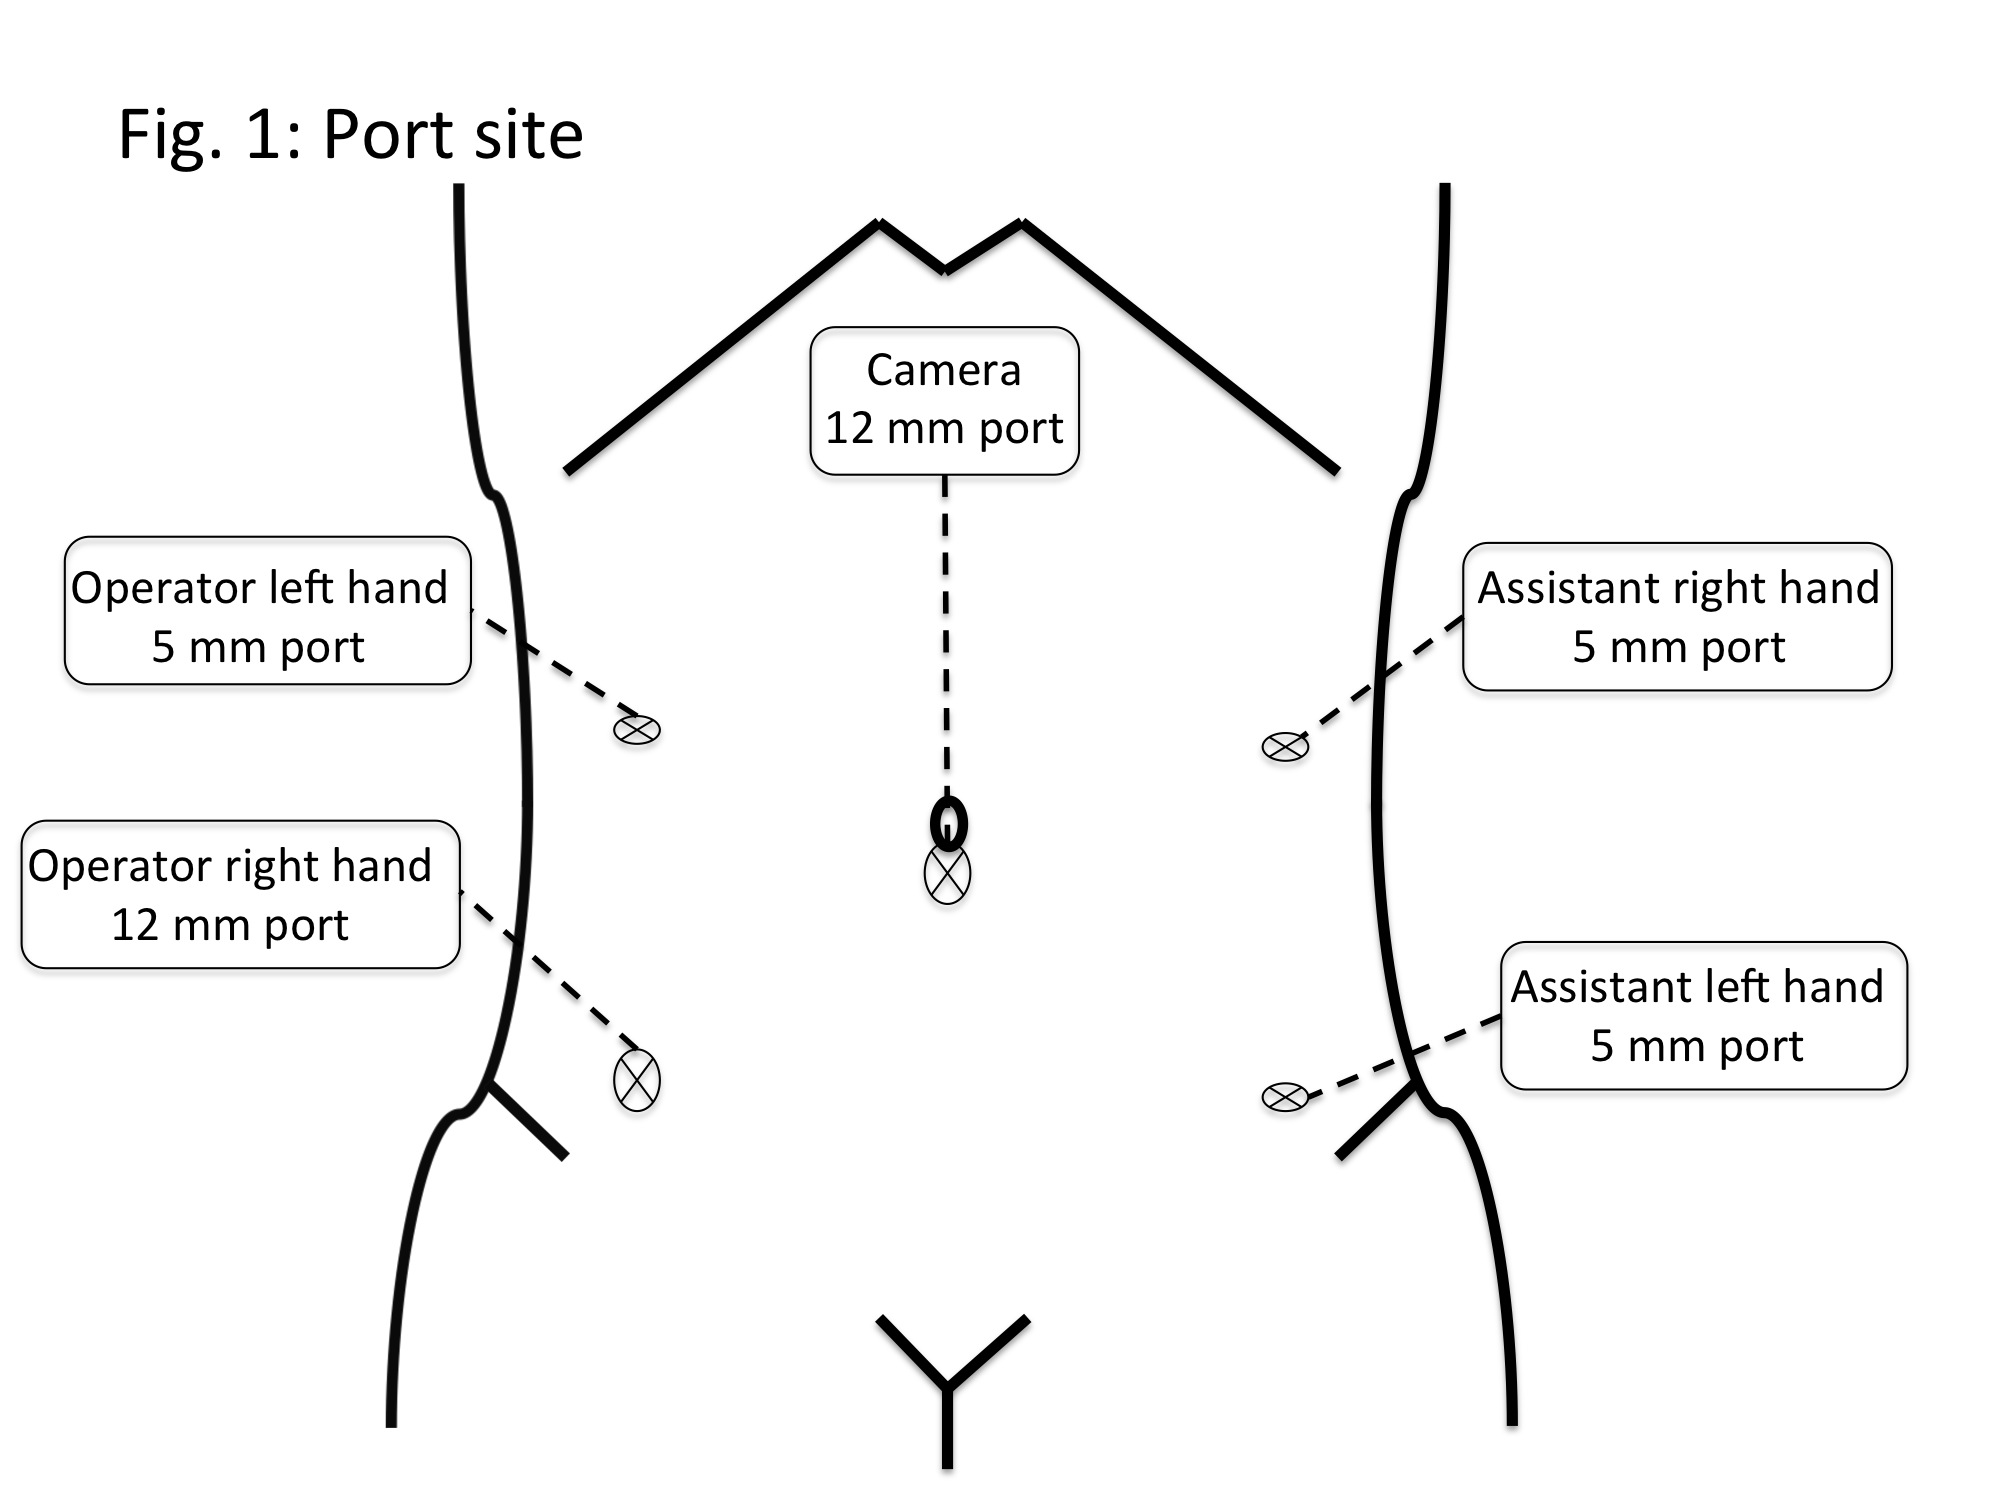 Fig. 1: Port site
Camera
12 mm port
Operator left hand
5 mm port
Assistant right hand
5 mm port
Operator right hand
12 mm port
Assistant left hand
5 mm port